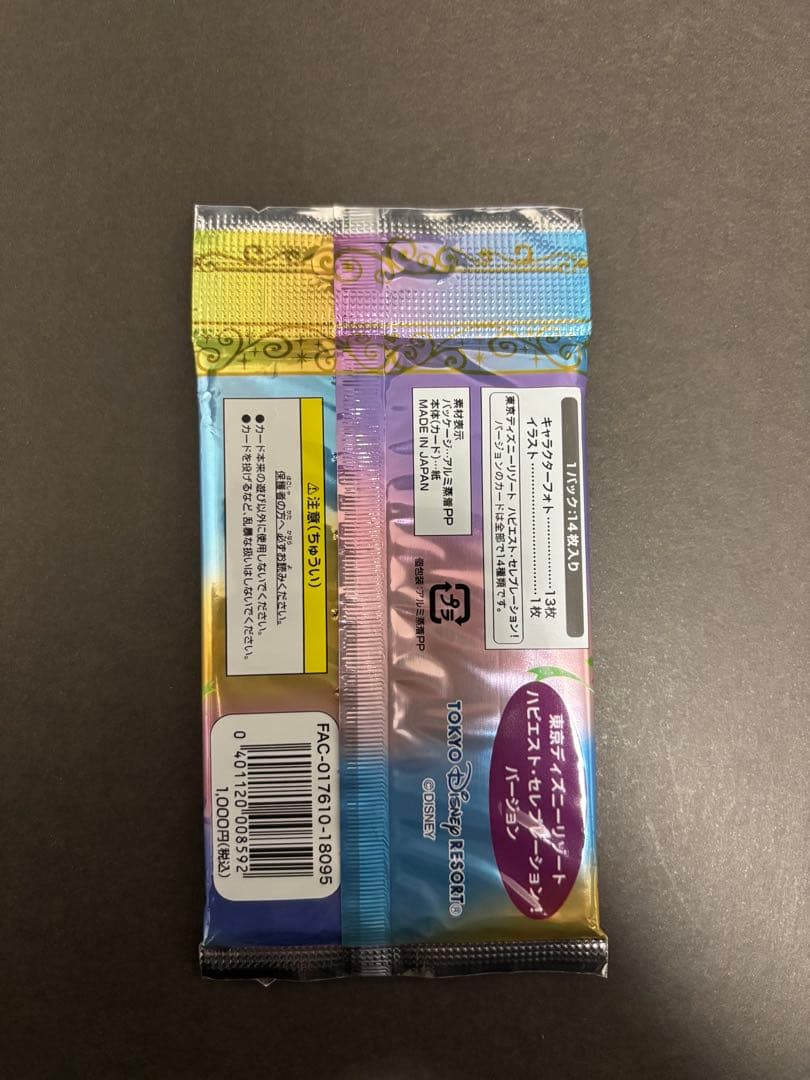 1パック:14枚入り
キャラクターフォト……………13枚
イラスト……………………1枚
東京ディズニーリゾート ハピエスト・セレブレーション!
バージョンのカードは全部で14種類です。
素材表示
パッケージ…アルミ蒸着PP
本体(カード)…紙
MADE IN JAPAN
プラ
個包装:アルミ蒸着PP
東京ディズニーリゾート
ハピエスト・セレブレーション!
バージョン
TOKYO DISNEY RESORT®
©DISNEY
⚠注意(ちゅうい)
保護者の方へ 必ずお読みください。
●カード本来の遊び以外に使用しないでください。
●カードを投げるなど、乱暴な扱いはしないでください。
FAC-017610-18095
0 401120 008592
1,000円(税込)